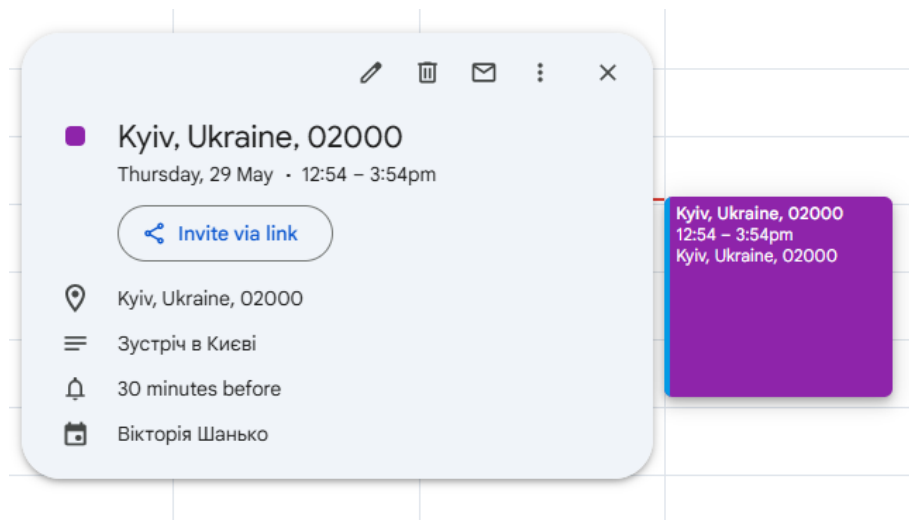 Kyiv, Ukraine, 02000
Thursday, 29 May • 12:54 – 3:54pm
Invite via link
Kyiv, Ukraine, 02000
Зустріч в Києві
30 minutes before
Вікторія Шанько
Kyiv, Ukraine, 02000
12:54 – 3:54pm
Kyiv, Ukraine, 02000